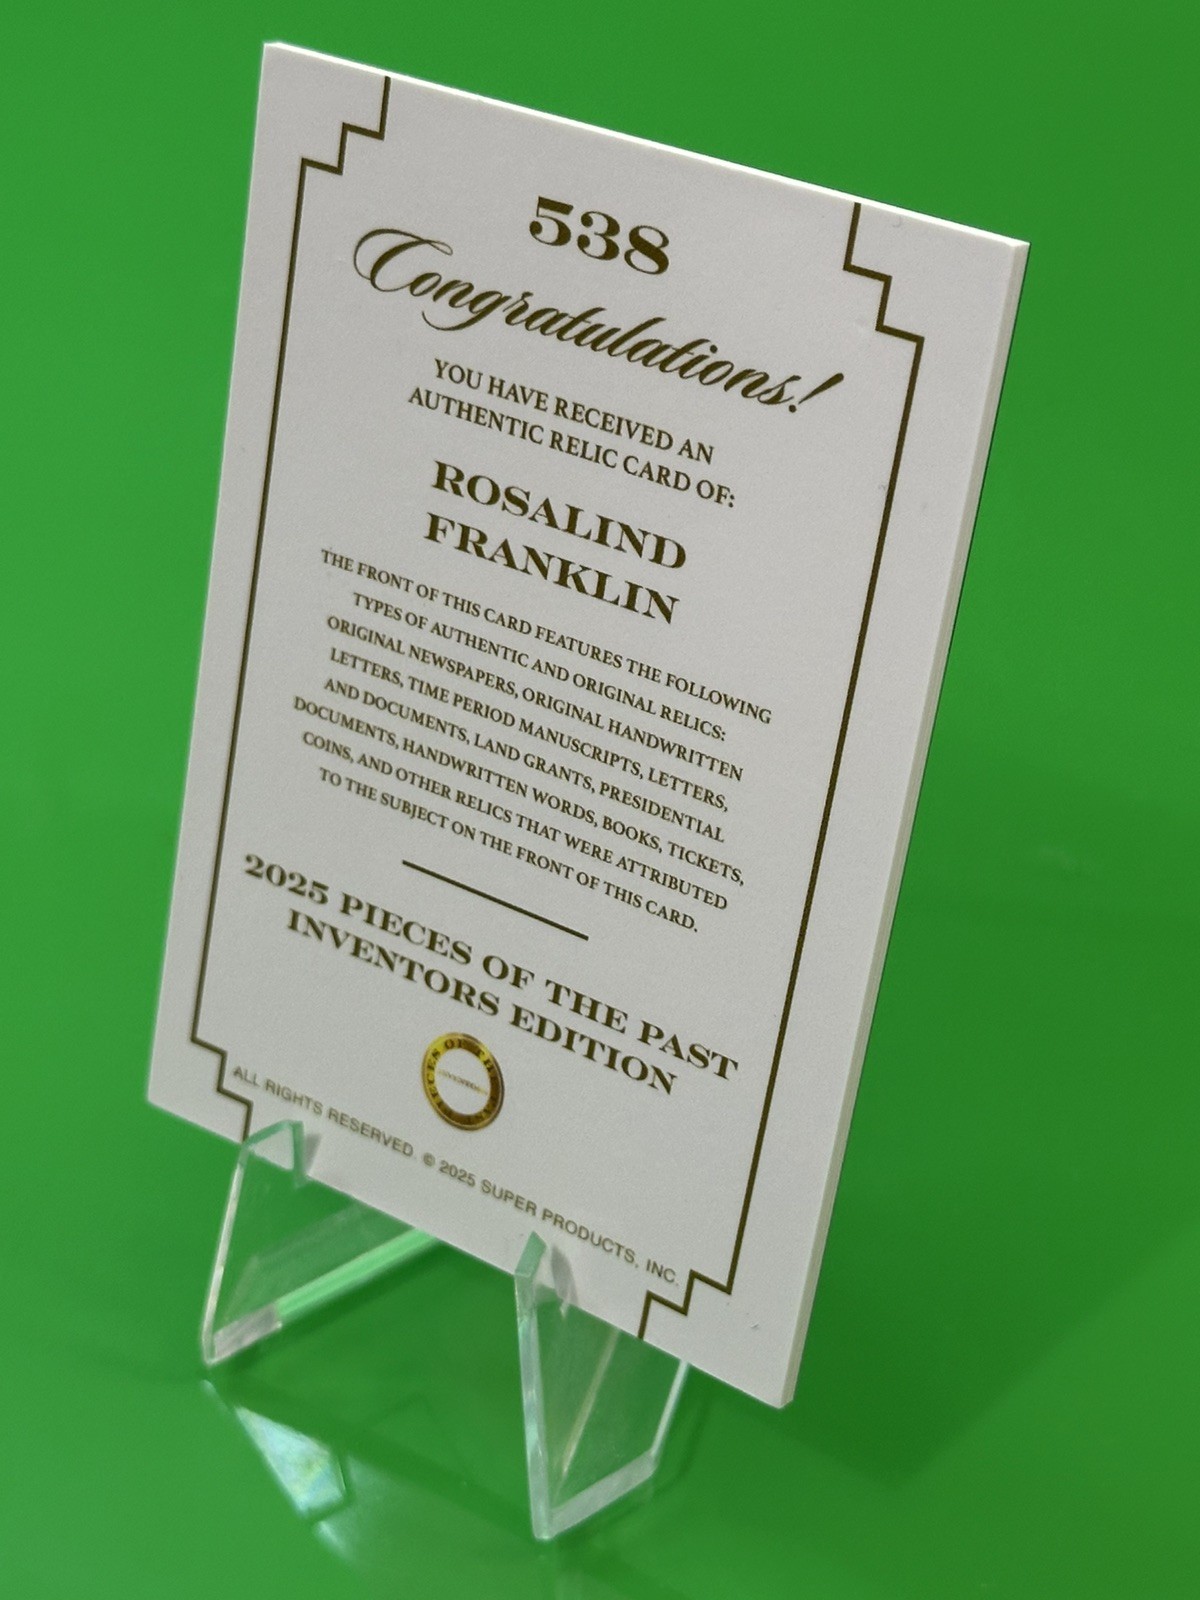 538
Congratulations!
YOU HAVE RECEIVED AN
AUTHENTIC RELIC CARD OF:
ROSALIND
FRANKLIN
THE FRONT OF THIS CARD FEATURES THE FOLLOWING
TYPES OF AUTHENTIC AND ORIGINAL RELICS:
ORIGINAL NEWSPAPERS, ORIGINAL HANDWRITTEN
LETTERS, TIME PERIOD MANUSCRIPTS, LETTERS,
AND DOCUMENTS, LAND GRANTS, PRESIDENTIAL
DOCUMENTS, HANDWRITTEN WORDS, BOOKS, TICKETS,
COINS, AND OTHER RELICS THAT WERE ATTRIBUTED
TO THE SUBJECT ON THE FRONT OF THIS CARD.
2025 PIECES OF THE PAST
INVENTORS EDITION
PIECES OF
ALL RIGHTS RESERVED. © 2025 SUPER PRODUCTS, INC.